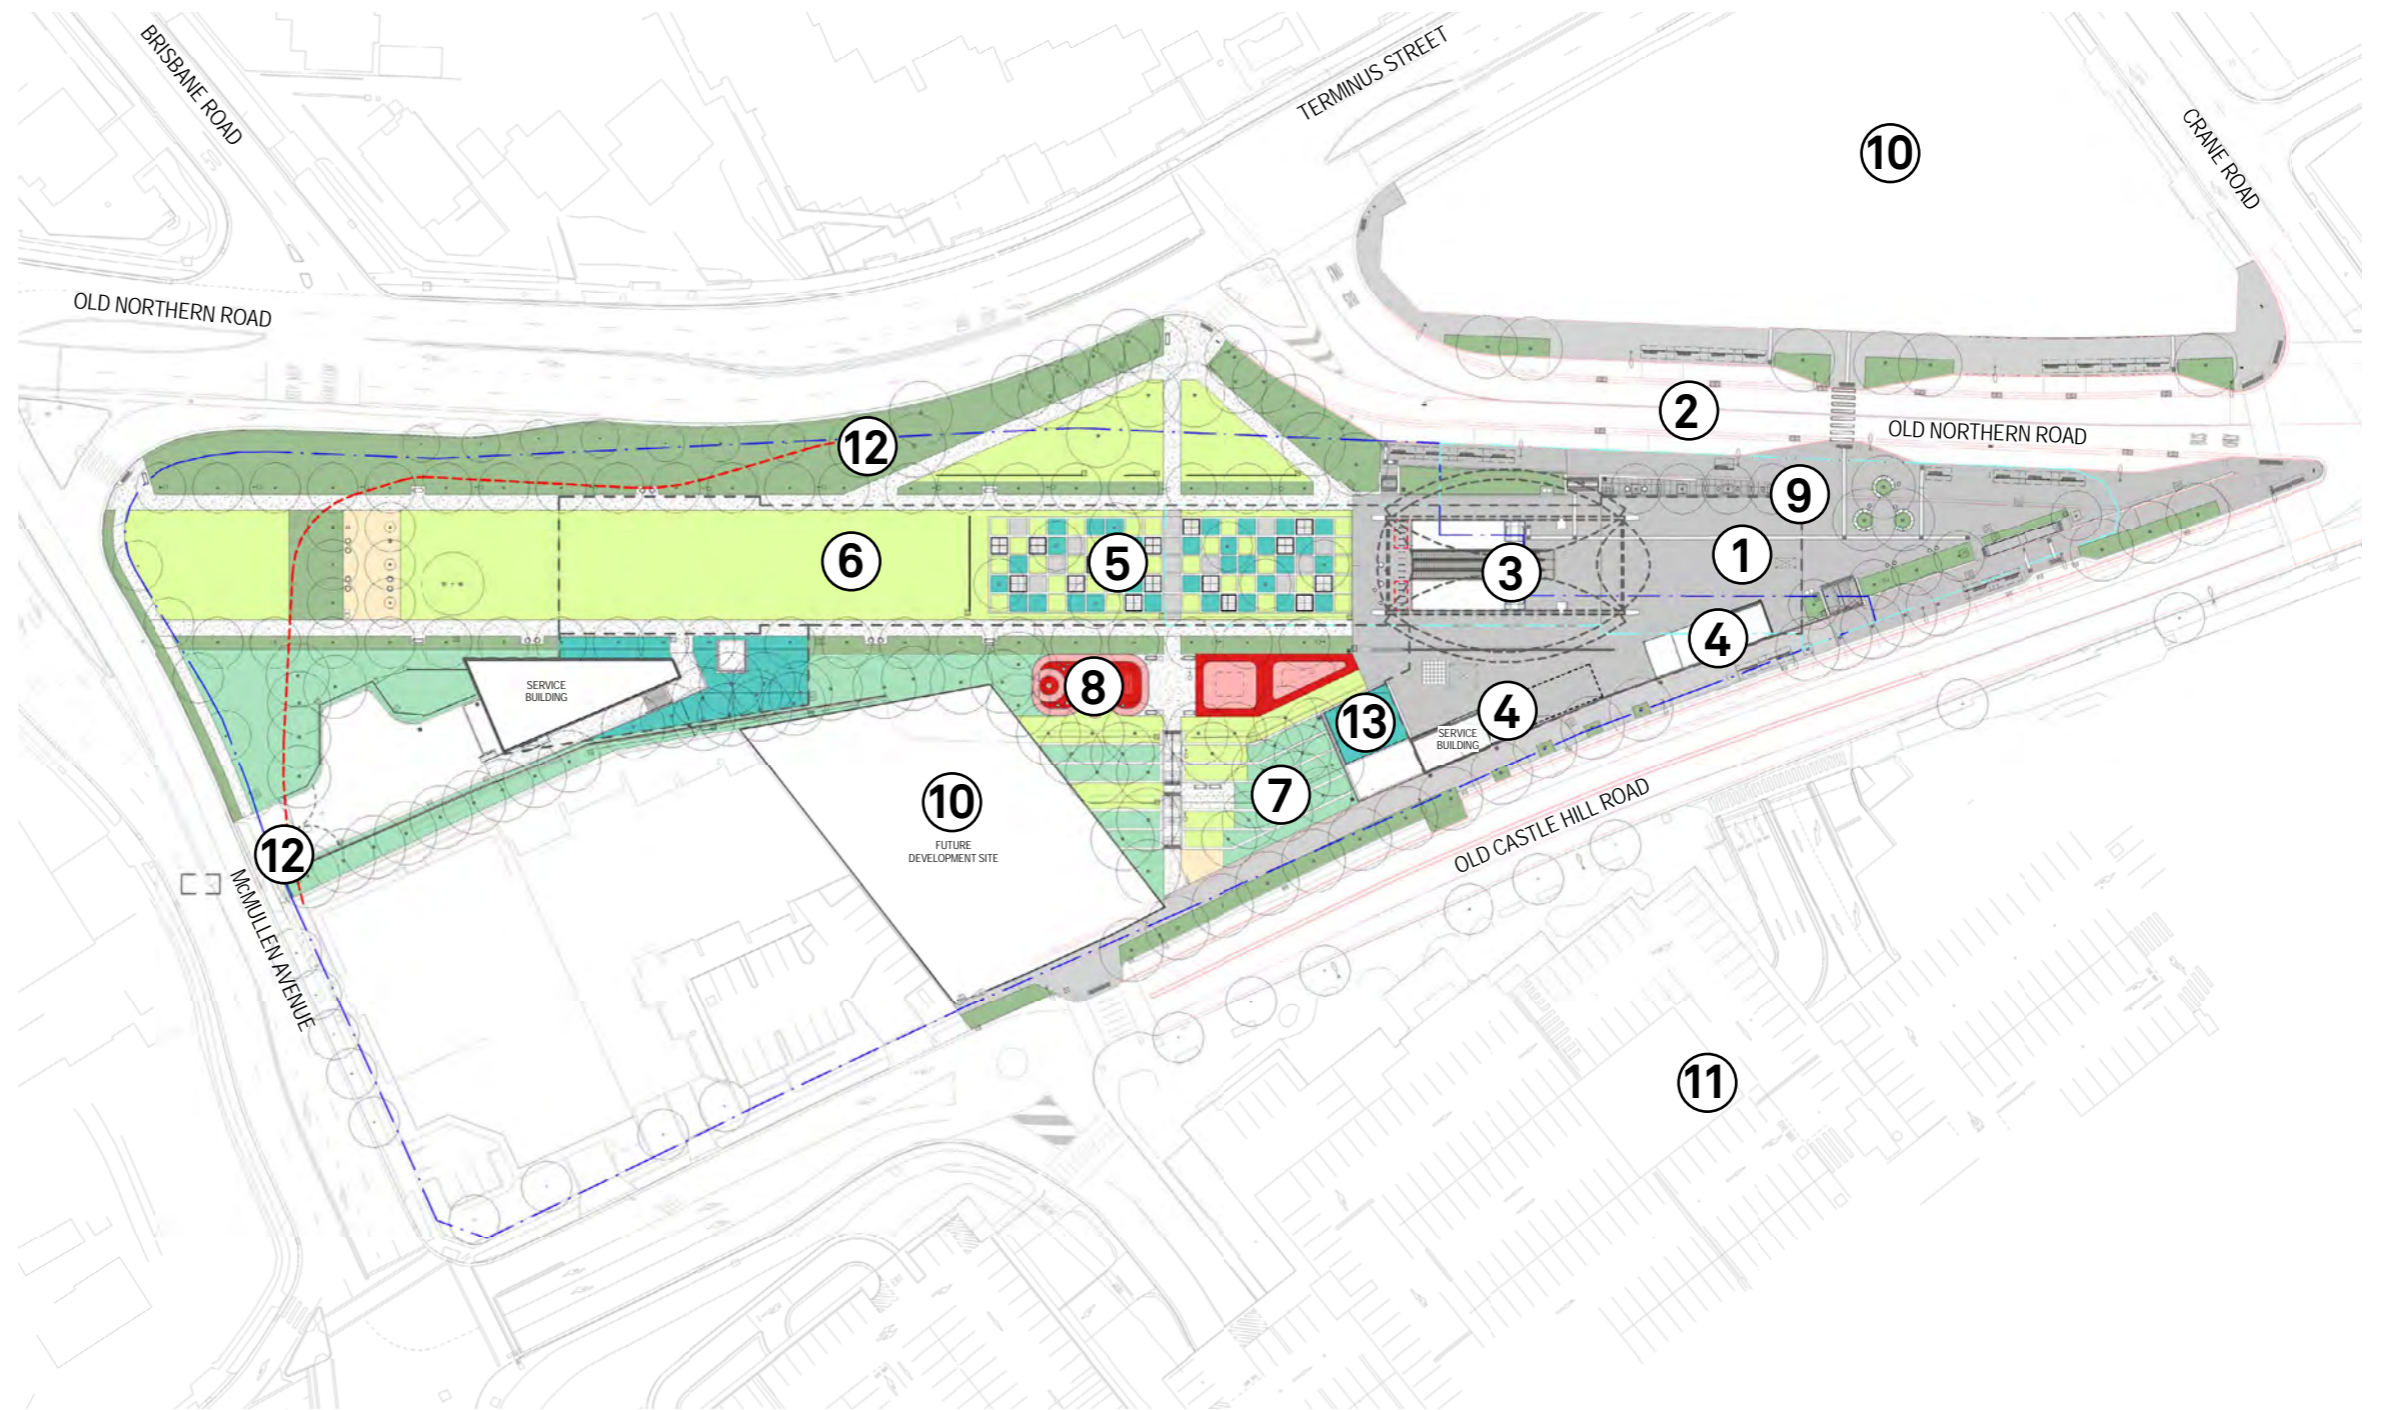 BRISBANE ROAD
TERMINUS STREET
CRANE ROAD
10
OLD NORTHERN ROAD
2
OLD NORTHERN ROAD
12
9
6
5
3
1
4
SERVICE
BUILDING
8
13
4
SERVICE
BUILDING
7
10
FUTURE
DEVELOPMENT SITE
OLD CASTLE HILL ROAD
12
McMULLEN AVENUE
11